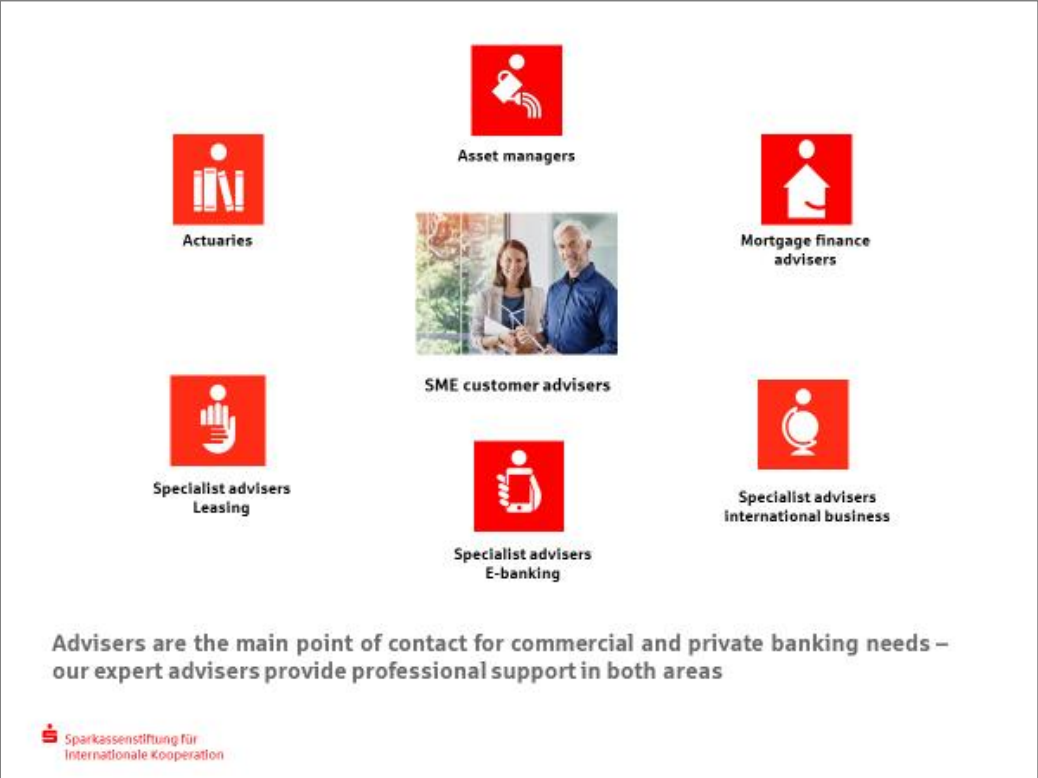 Asset managers
Actuaries
Mortgage finance
advisers
SME customer advisers
Specialist advisers
Leasing
Specialist advisers
international business
Specialist advisers
E-banking
Advisers are the main point of contact for commercial and private banking needs –
our expert advisers provide professional support in both areas
Sparkassenstiftung für
Internationale Kooperation